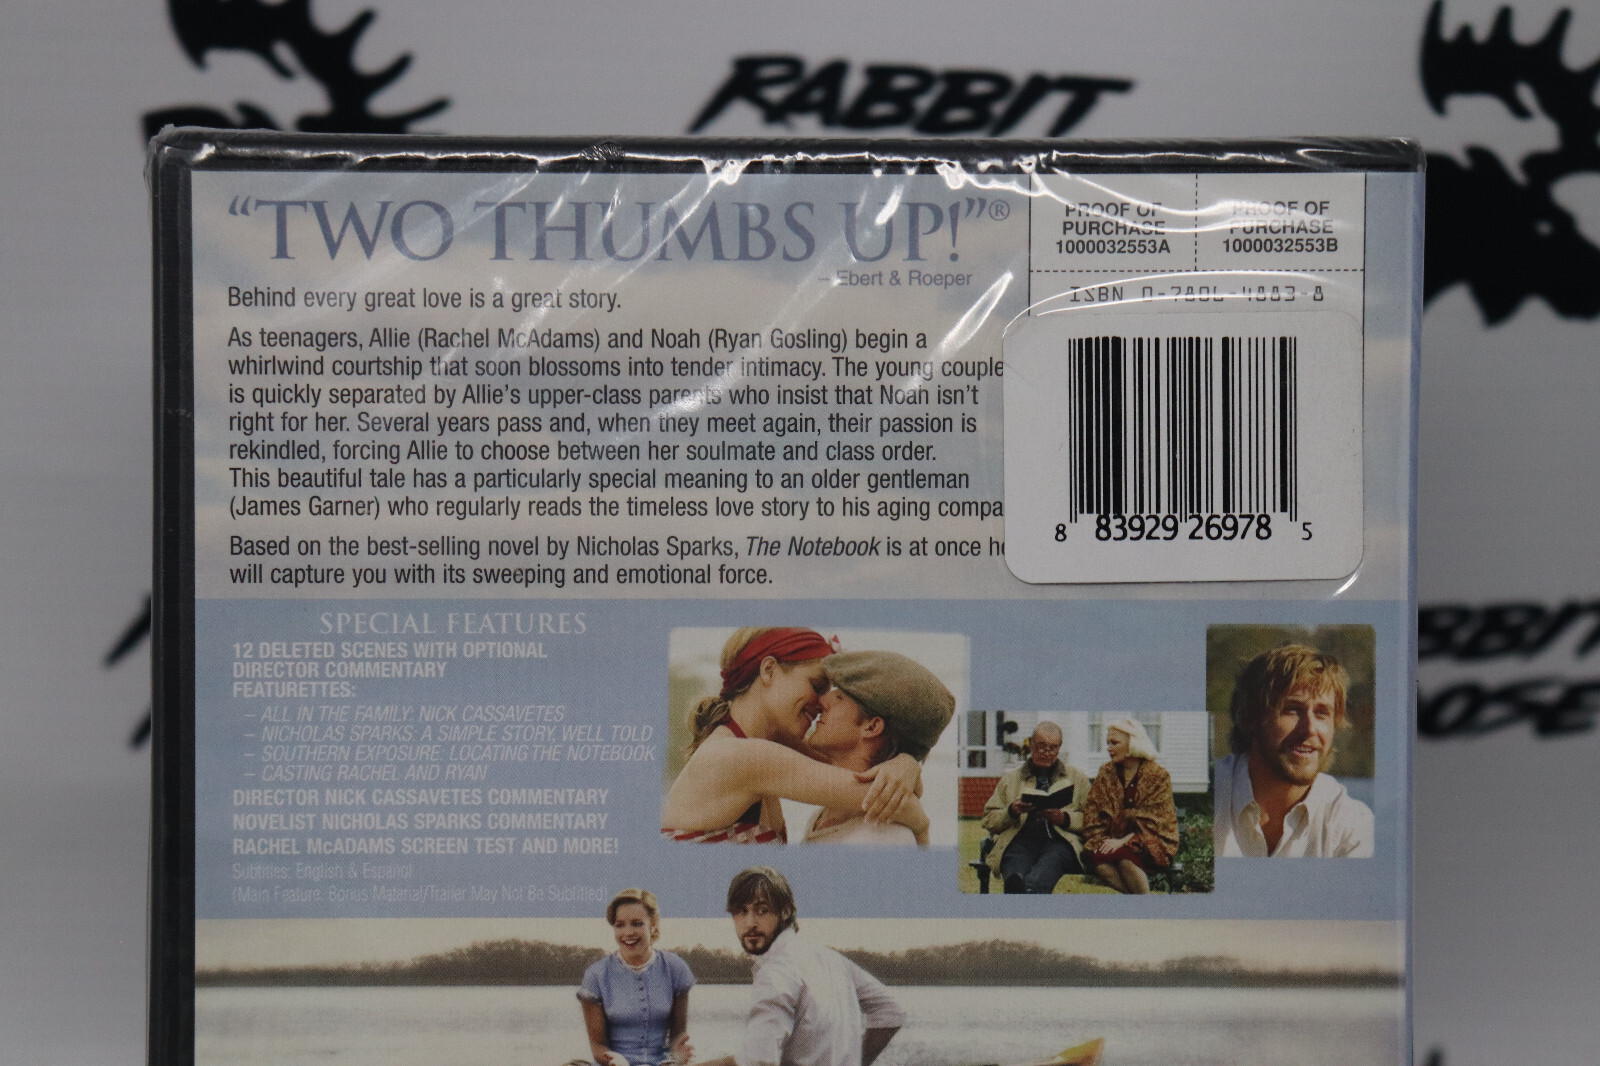 RABBIT
“TWO THUMBS UP!”®
– Ebert & Roeper
PROOF OF
PURCHASE
1000032553A
PROOF OF
PURCHASE
1000032553B
ISBN 0-7806-4883-8
Behind every great love is a great story.
As teenagers, Allie (Rachel McAdams) and Noah (Ryan Gosling) begin a
whirlwind courtship that soon blossoms into tender intimacy. The young couple
is quickly separated by Allie’s upper-class parents who insist that Noah isn’t
right for her. Several years pass and, when they meet again, their passion is
rekindled, forcing Allie to choose between her soulmate and class order.
This beautiful tale has a particularly special meaning to an older gentleman
(James Garner) who regularly reads the timeless love story to his aging compa
Based on the best-selling novel by Nicholas Sparks, The Notebook is at once
will capture you with its sweeping and emotional force.
8 83929 26978 5
SPECIAL FEATURES
12 DELETED SCENES WITH OPTIONAL
DIRECTOR COMMENTARY
FEATURETTES:
– ALL IN THE FAMILY: NICK CASSAVETES
– NICHOLAS SPARKS: A SIMPLE STORY, WELL TOLD
– SOUTHERN EXPOSURE: LOCATING THE NOTEBOOK
– CASTING RACHEL AND RYAN
DIRECTOR NICK CASSAVETES COMMENTARY
NOVELIST NICHOLAS SPARKS COMMENTARY
RACHEL McADAMS SCREEN TEST AND MORE!
Subtitles: English & Español
(Main Feature. Bonus Material/Trailer May Not Be Subtitled)